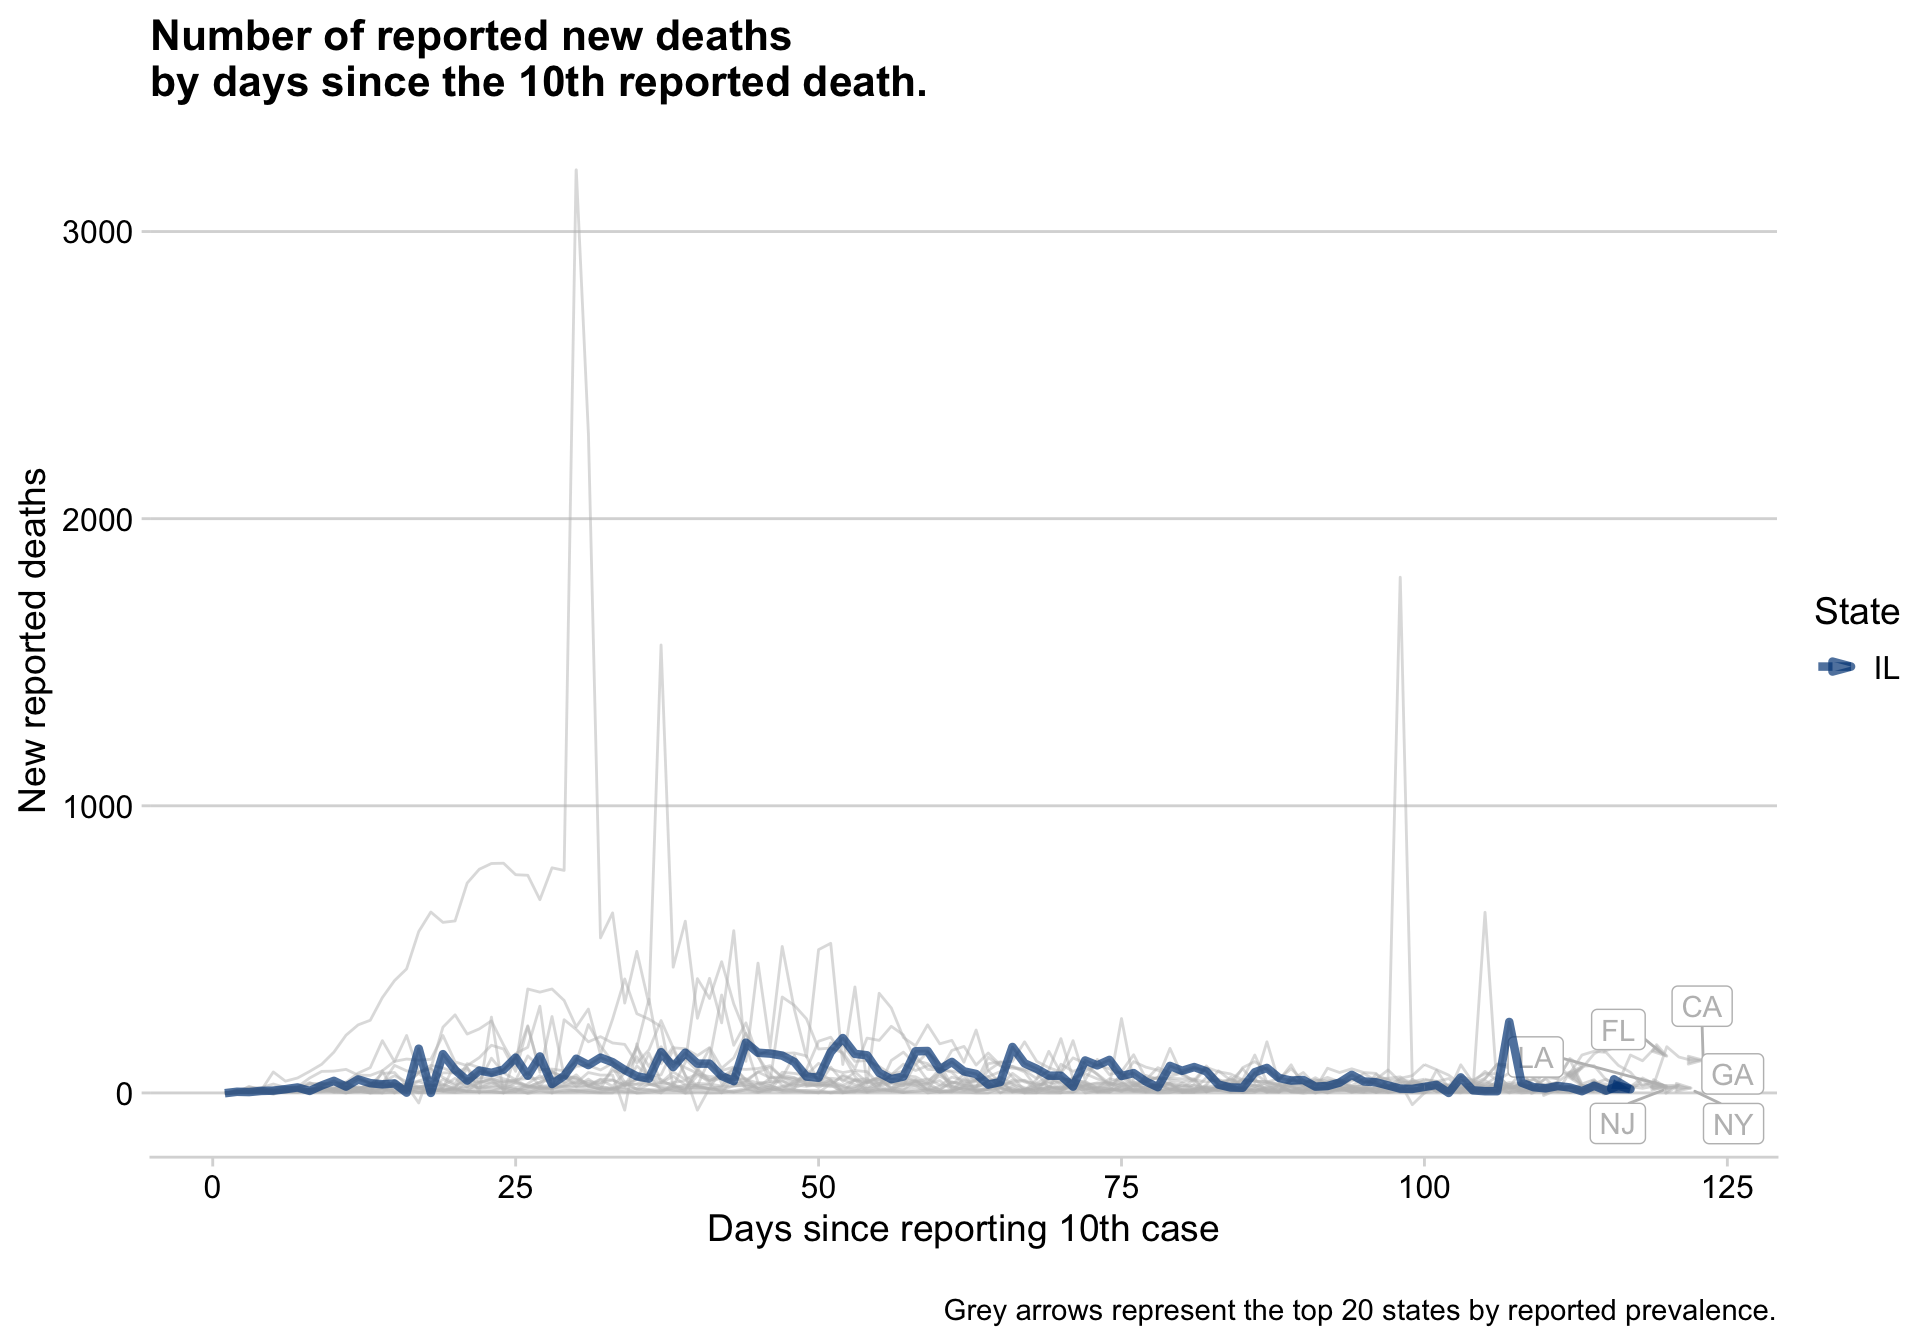 Number of reported new deaths
by days since the 10th reported death.
New reported deaths
3000
2000
1000
0
0
25
50
75
100
125
Days since reporting 10th case
CA
FL
LA
GA
NJ
NY
State
IL
Grey arrows represent the top 20 states by reported prevalence.